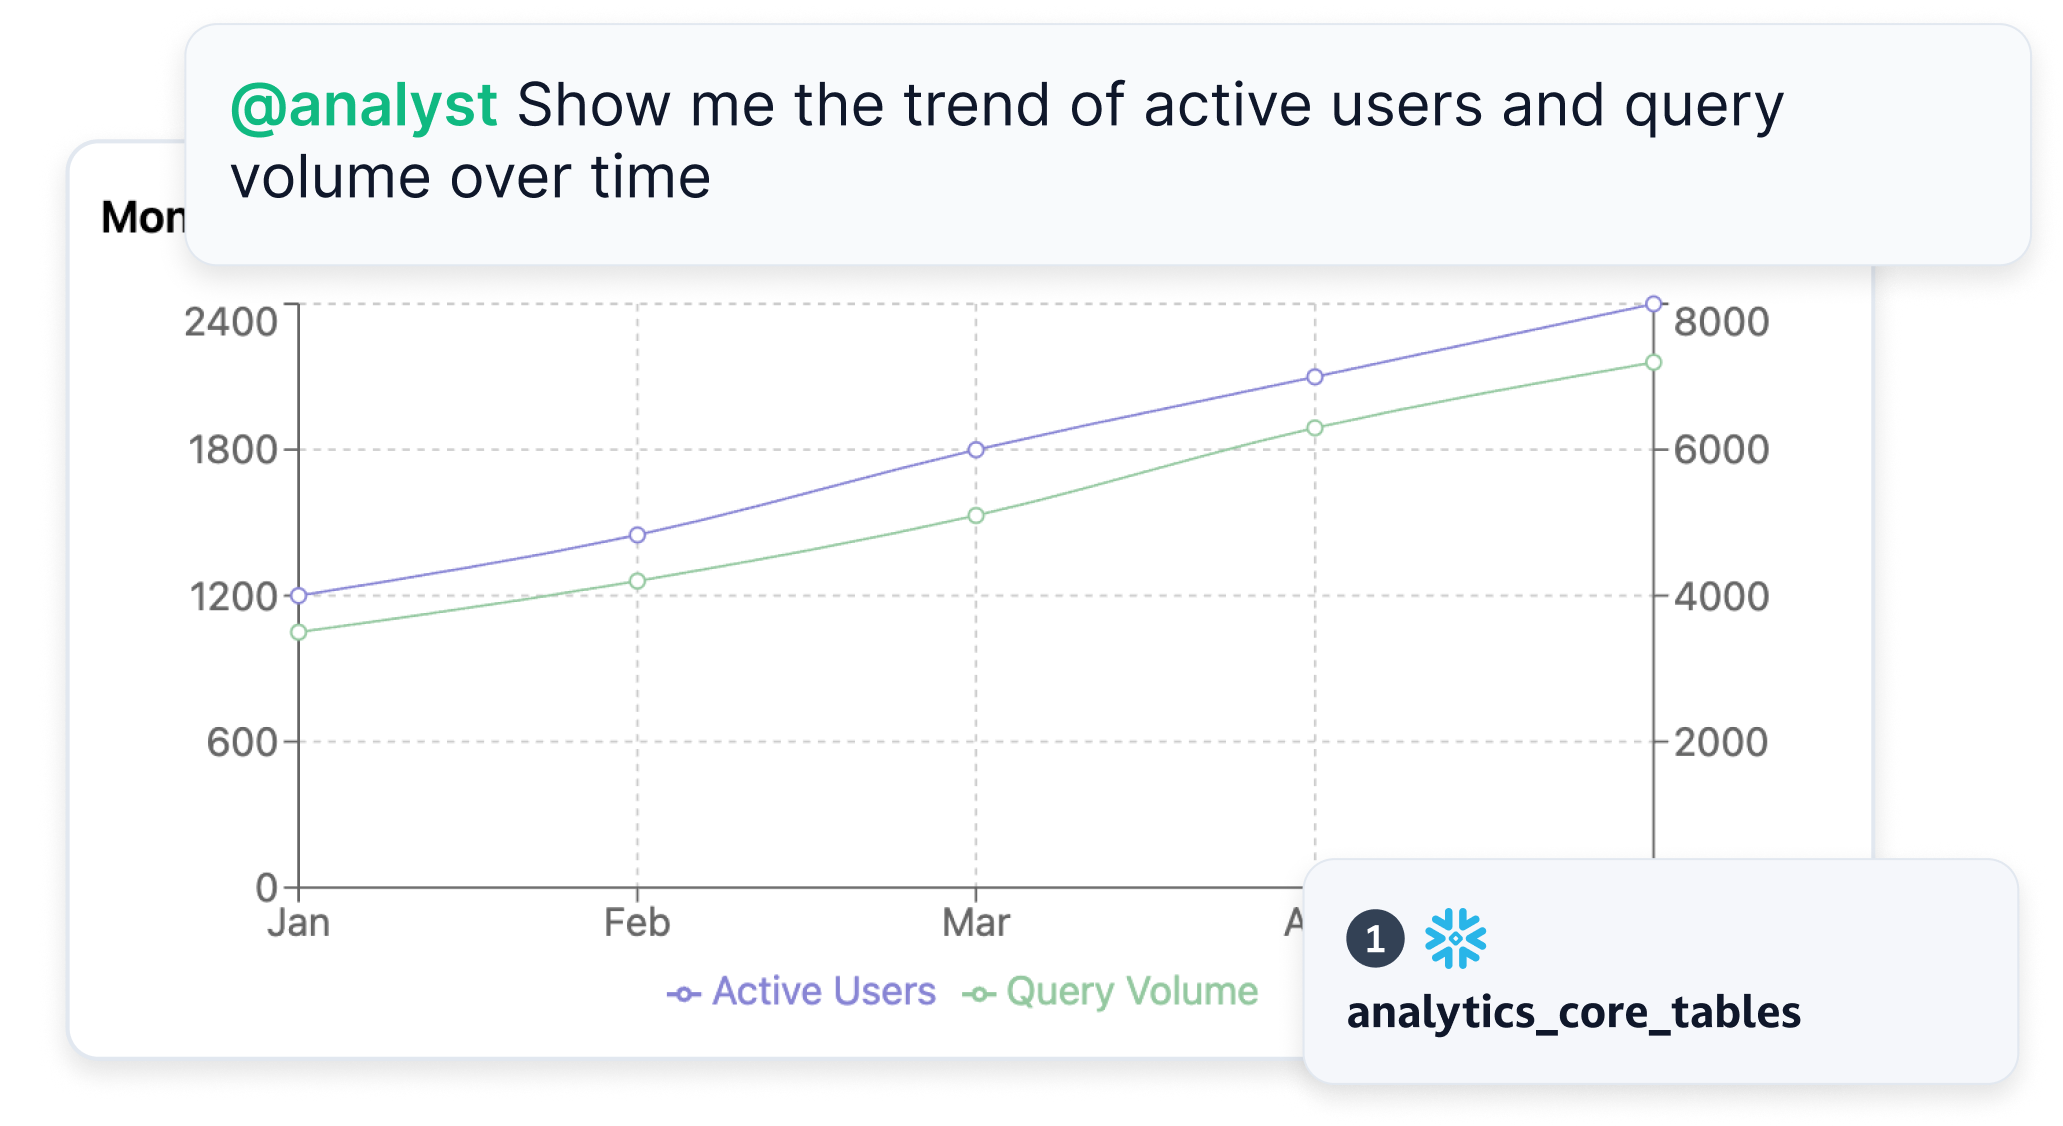 @analyst Show me the trend of active users and query
volume over time
2400
8000
1800
6000
1200
4000
600
2000
0
Jan Feb Mar
Active Users Query Volume
1
analytics_core_tables